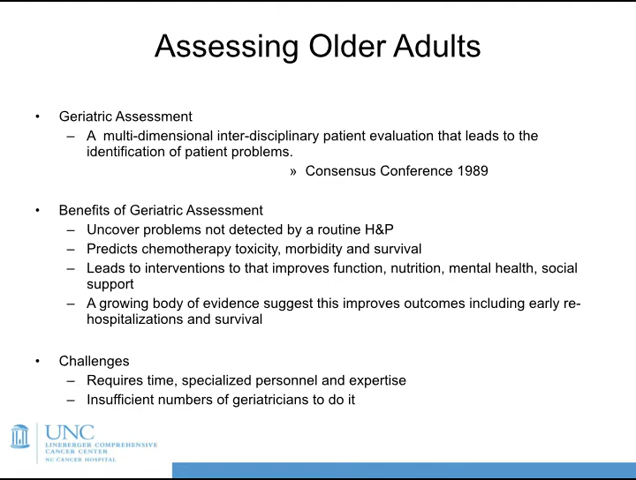 Assessing Older Adults
• Geriatric Assessment
– A multi-dimensional inter-disciplinary patient evaluation that leads to the
identification of patient problems.
» Consensus Conference 1989
• Benefits of Geriatric Assessment
– Uncover problems not detected by a routine H&P
– Predicts chemotherapy toxicity, morbidity and survival
– Leads to interventions to that improves function, nutrition, mental health, social
support
– A growing body of evidence suggest this improves outcomes including early re-
hospitalizations and survival
• Challenges
– Requires time, specialized personnel and expertise
– Insufficient numbers of geriatricians to do it
UNC
LINEBERGER COMPREHENSIVE
CANCER CENTER
NC CANCER HOSPITAL